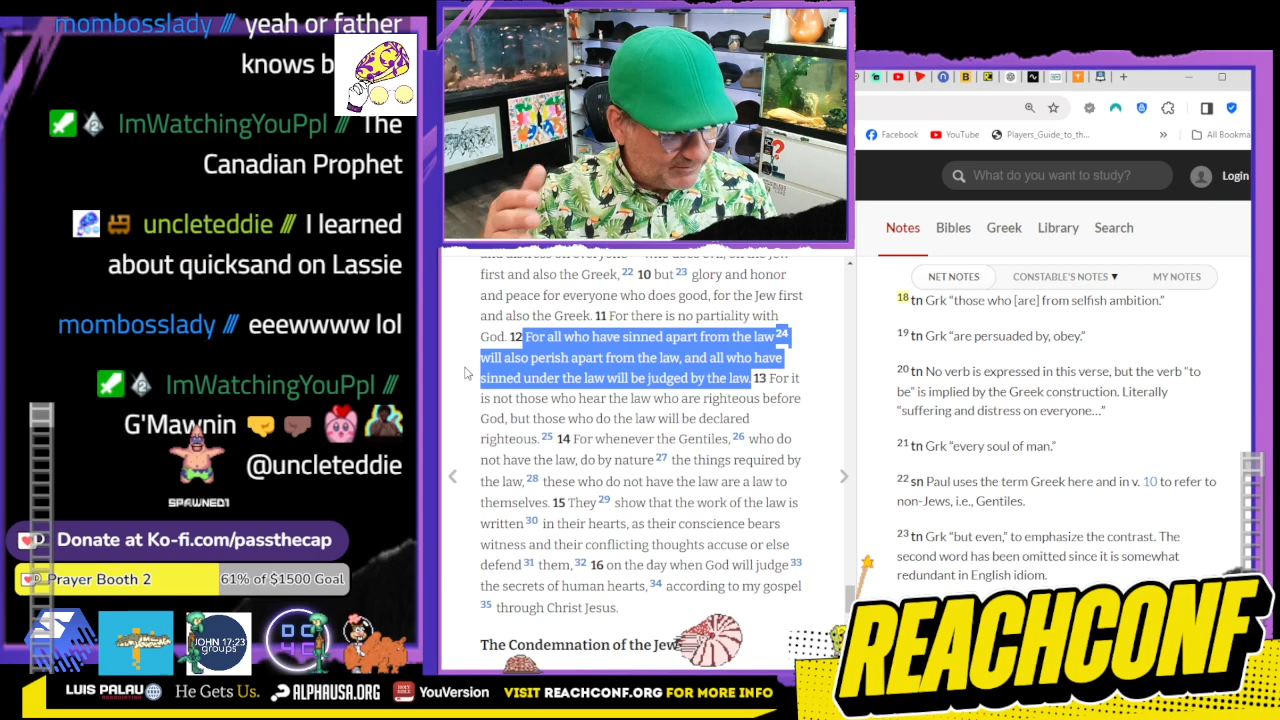 mombosslady /// yeah or father
knows b
ImWatchingYouPpl /// The
Canadian Prophet
uncleteddie // I learned
about quicksand on Lassie
mombosslady /// eeewwww lol
ImWatchingYouPpl ///
G'Mawnin
@uncleteddie
SPAWNED1
Donate at Ko-fi.com/passthecap
Prayer Booth 2 61% of $1500 Goal
JOHN 17:23
groups
first and also the Greek, 22 10 but 23 glory and honor
and peace for everyone who does good, for the Jew first
and also the Greek. 11 For there is no partiality with
God. 12 For all who have sinned apart from the law 24
will also perish apart from the law, and all who have
sinned under the law will be judged by the law. 13 For it
is not those who hear the law who are righteous before
God, but those who do the law will be declared
righteous. 25 14 For whenever the Gentiles, 26 who do
not have the law, do by nature 27 the things required by
the law, 28 these who do not have the law are a law to
themselves. 15 They 29 show that the work of the law is
written 30 in their hearts, as their conscience bears
witness and their conflicting thoughts accuse or else
defend 31 them, 32 16 on the day when God will judge 33
the secrets of human hearts, 34 according to my gospel
35 through Christ Jesus.
The Condemnation of the Jew
Facebook YouTube Players_Guide_to_th... » All Bookma
What do you want to study? Login
Notes Bibles Greek Library Search
NET NOTES CONSTABLE'S NOTES ▼ MY NOTES
18 tn Grk “those who [are] from selfish ambition.”
19 tn Grk “are persuaded by, obey.”
20 tn No verb is expressed in this verse, but the verb “to
be” is implied by the Greek construction. Literally
“suffering and distress on everyone…”
21 tn Grk “every soul of man.”
22 sn Paul uses the term Greek here and in v. 10 to refer to
non-Jews, i.e., Gentiles.
23 tn Grk “but even,” to emphasize the contrast. The
second word has been omitted since it is somewhat
redundant in English idiom.
REACHCONF
LUIS PALAU He Gets Us. ALPHAUSA.ORG HOLY BIBLE YouVersion VISIT REACHCONF.ORG FOR MORE INFO